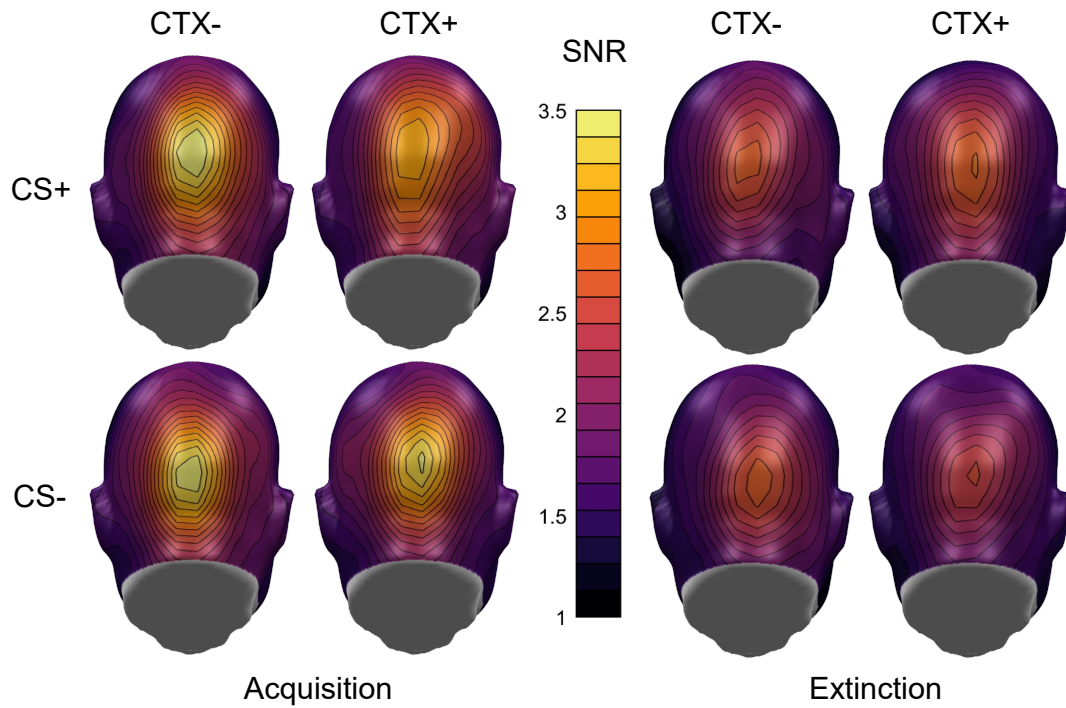 CTX-
CTX+
SNR
CTX-
CTX+
3.5
CS+
3
2.5
2
CS-
1.5
1
Acquisition
Extinction